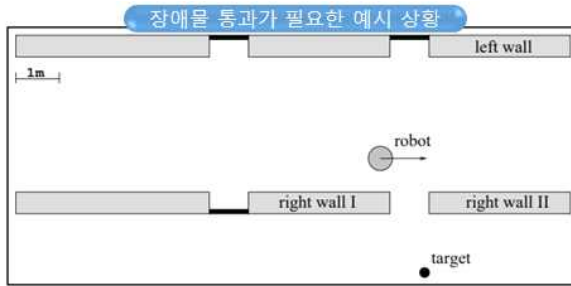 장애물 통과가 필요한 예시 상황
left wall
1m
robot
right wall I
right wall II
target